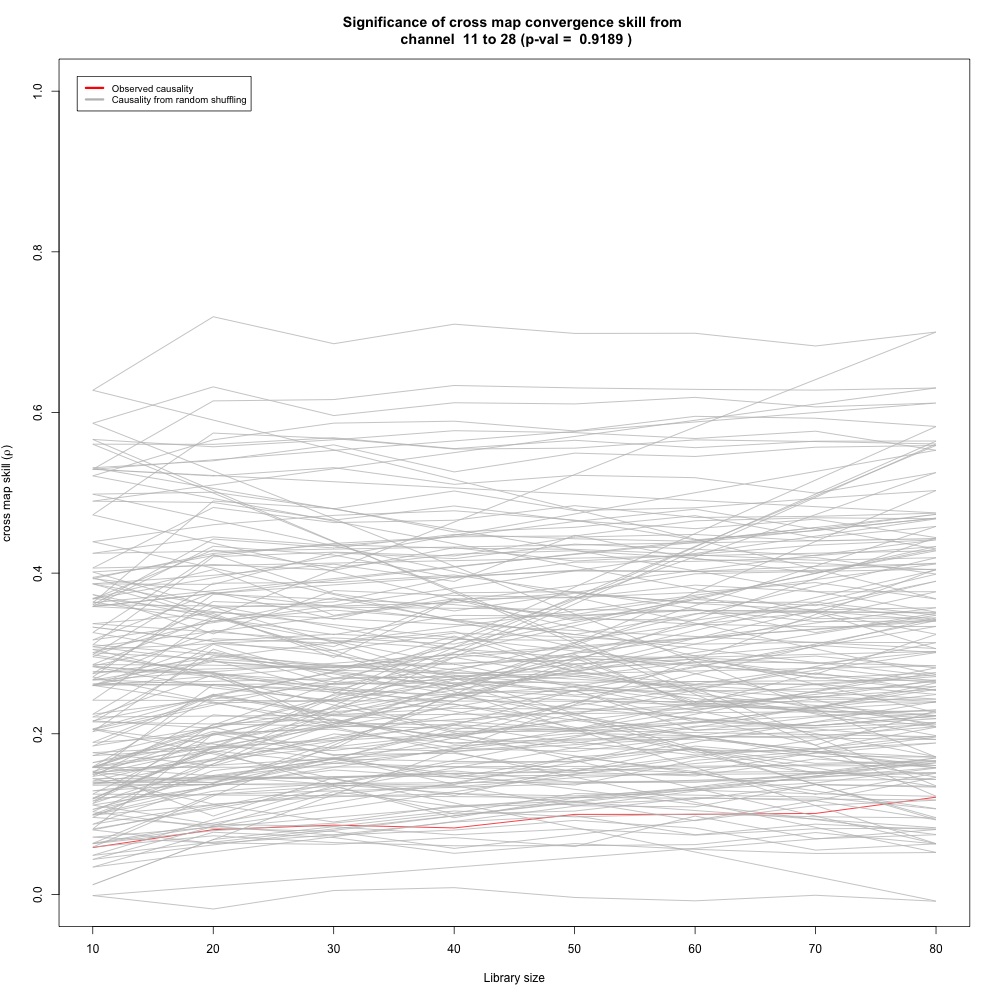 Significance of cross map convergence skill from
channel  11 to 28 (p-val =  0.9189 )
Observed causality
Causality from random shuffling
cross map skill (ρ)
1.0
0.8
0.6
0.4
0.2
0.0
10 20 30 40 50 60 70 80
Library size